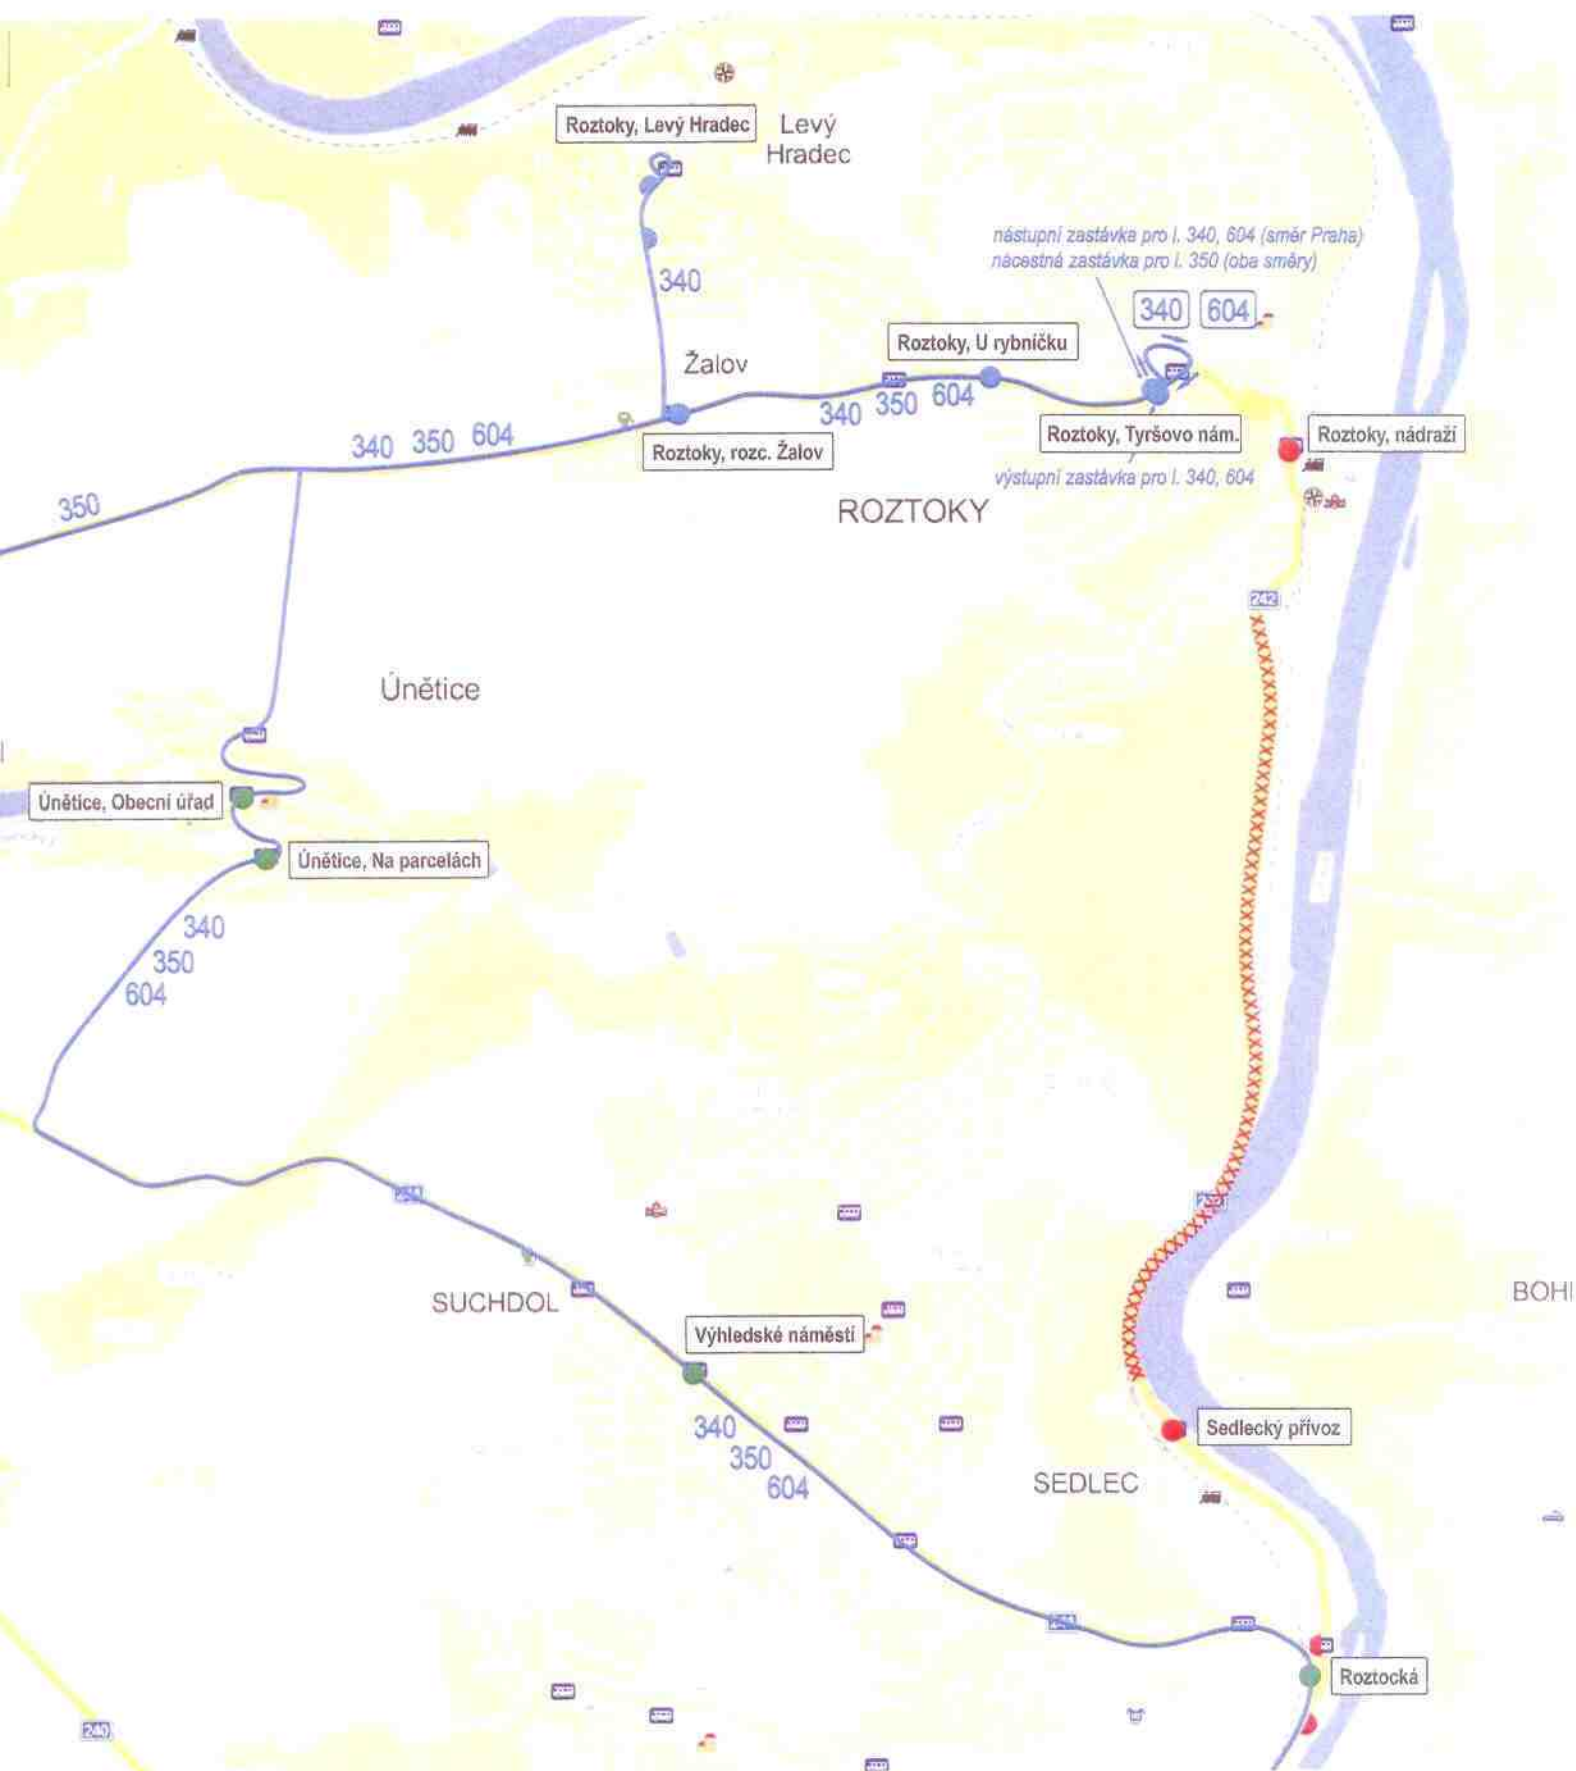 Roztoky, Levý Hradec
Levý
Hradec
nástupní zastávka pro l. 340, 604 (směr Praha)
nácestná zastávka pro l. 350 (oba směry)
340
340 604
Roztoky, U rybníčku
Žalov
340 350 604
340 350 604
Roztoky, Tyršovo nám.
Roztoky, nádraží
Roztoky, rozc. Žalov
výstupní zastávka pro l. 340, 604
350
ROZTOKY
242
Únětice
Únětice, Obecní úřad
Únětice, Na parcelách
340
350
604
SUCHDOL
BOHI
Výhledské náměstí
340
350
604
Sedlecký přívoz
SEDLEC
Roztocká
240